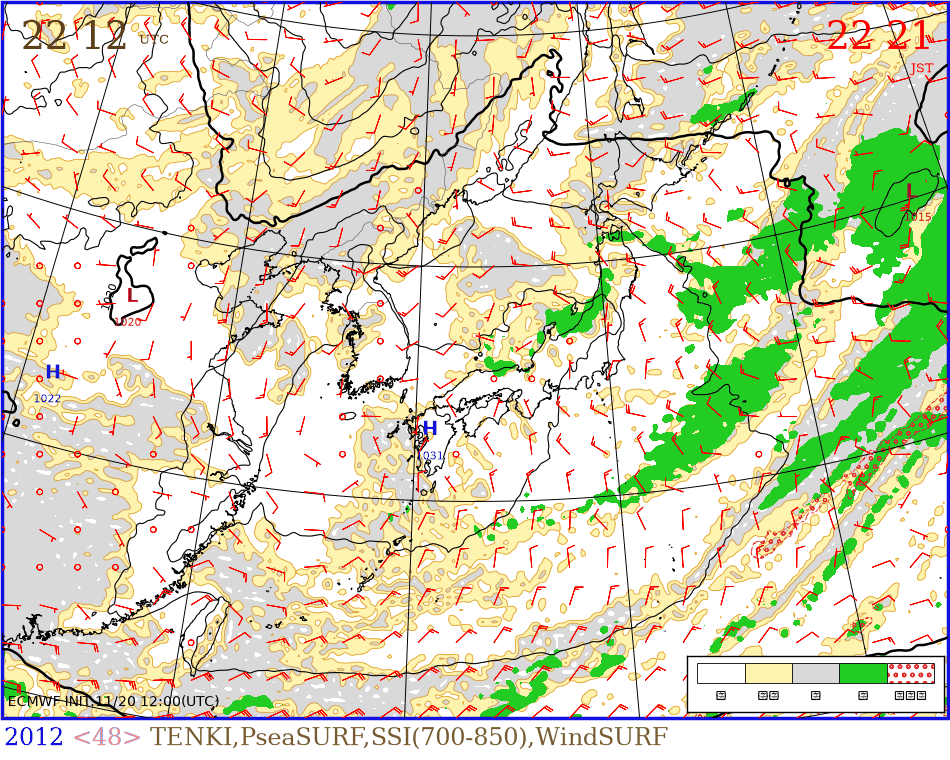 22 12 UTC
22 21
JST
L
1015
L
1020
H
1022
H
1031
ECMWF INIT 11/20 12:00(UTC)
2012 <48> TENKI,PseaSURF,SSI(700-850),WindSURF